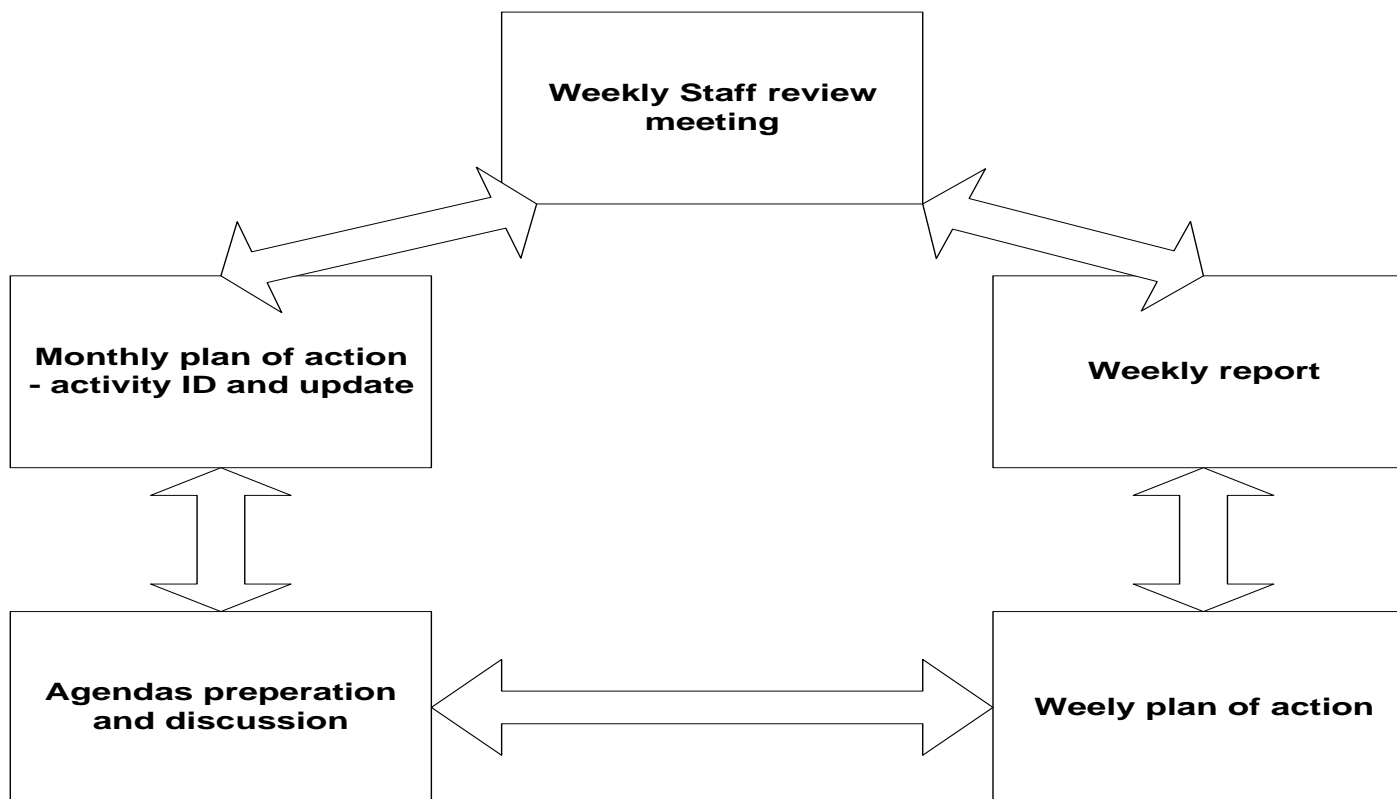 Weekly Staff review
meeting
Monthly plan of action
- activity ID and update
Weekly report
Agendas preperation
and discussion
Weely plan of action